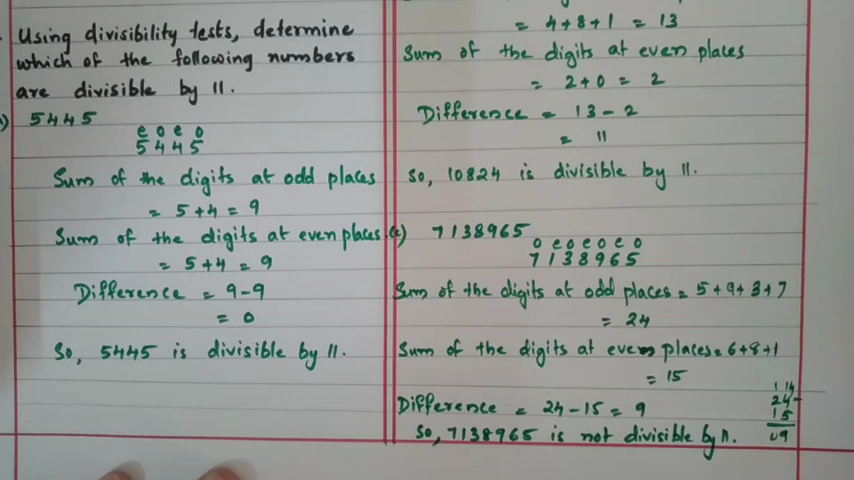 Using divisibility tests, determine
which of the following numbers
are divisible by 11.
) 5445
e o e o
5 4 4 5
Sum of the digits at odd places
= 5+4 = 9
Sum of the digits at even places.
= 5+4 = 9
Difference = 9-9
= 0
So, 5445 is divisible by 11.
= 4+8+1 = 13
Sum of the digits at even places
= 2+0 = 2
Difference = 13-2
= 11
So, 10824 is divisible by 11.
(c) 7138965
o e o e o e o
7 1 3 8 9 6 5
Sum of the digits at odd places = 5+9+3+7
= 24
Sum of the digits at even places = 6+8+1
= 15
1 14
24-
15
09
Difference = 24-15 = 9
So, 7138965 is not divisible by 11.